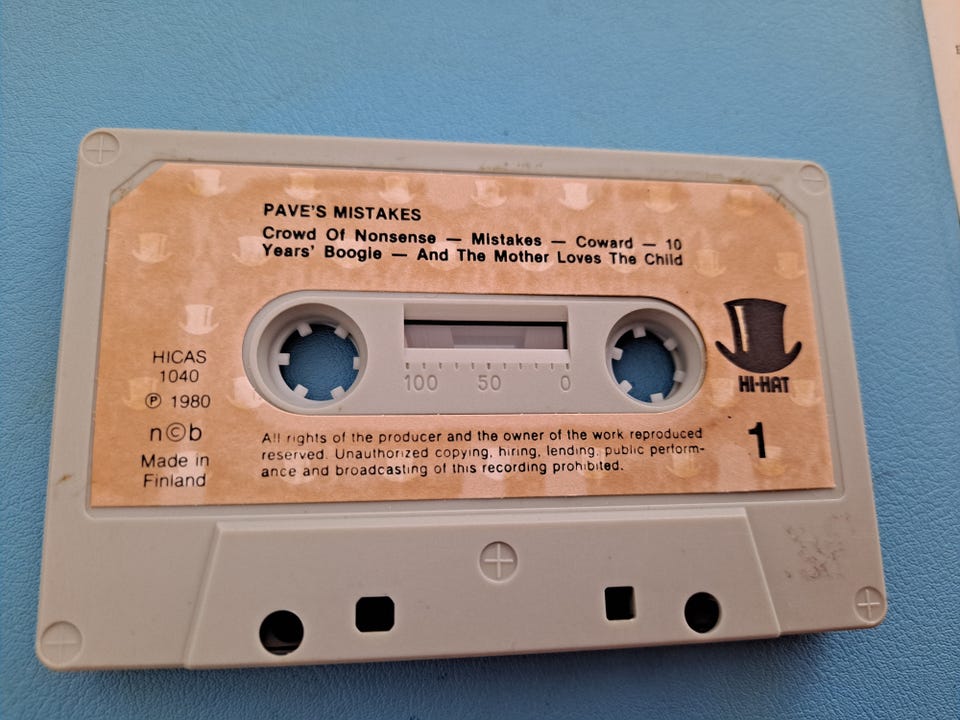 PAVE'S MISTAKES
Crowd Of Nonsense — Mistakes — Coward — 10
Years' Boogie — And The Mother Loves The Child
HICAS
1040
℗ 1980
n©b
Made in
Finland
100 50 0
HI-HAT
1
All rights of the producer and the owner of the work reproduced
reserved. Unauthorized copying, hiring, lending, public perform-
ance and broadcasting of this recording prohibited.